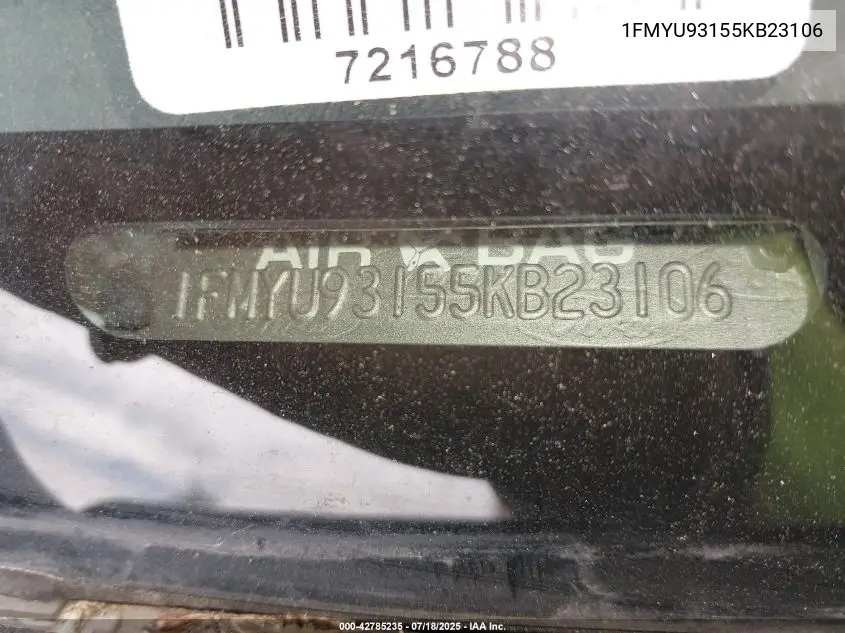 1FMYU93155KB23106
7216788
AIR BAG
1FMYU93155KB23106
000-42785235 - 07/18/2025 - IAA Inc.